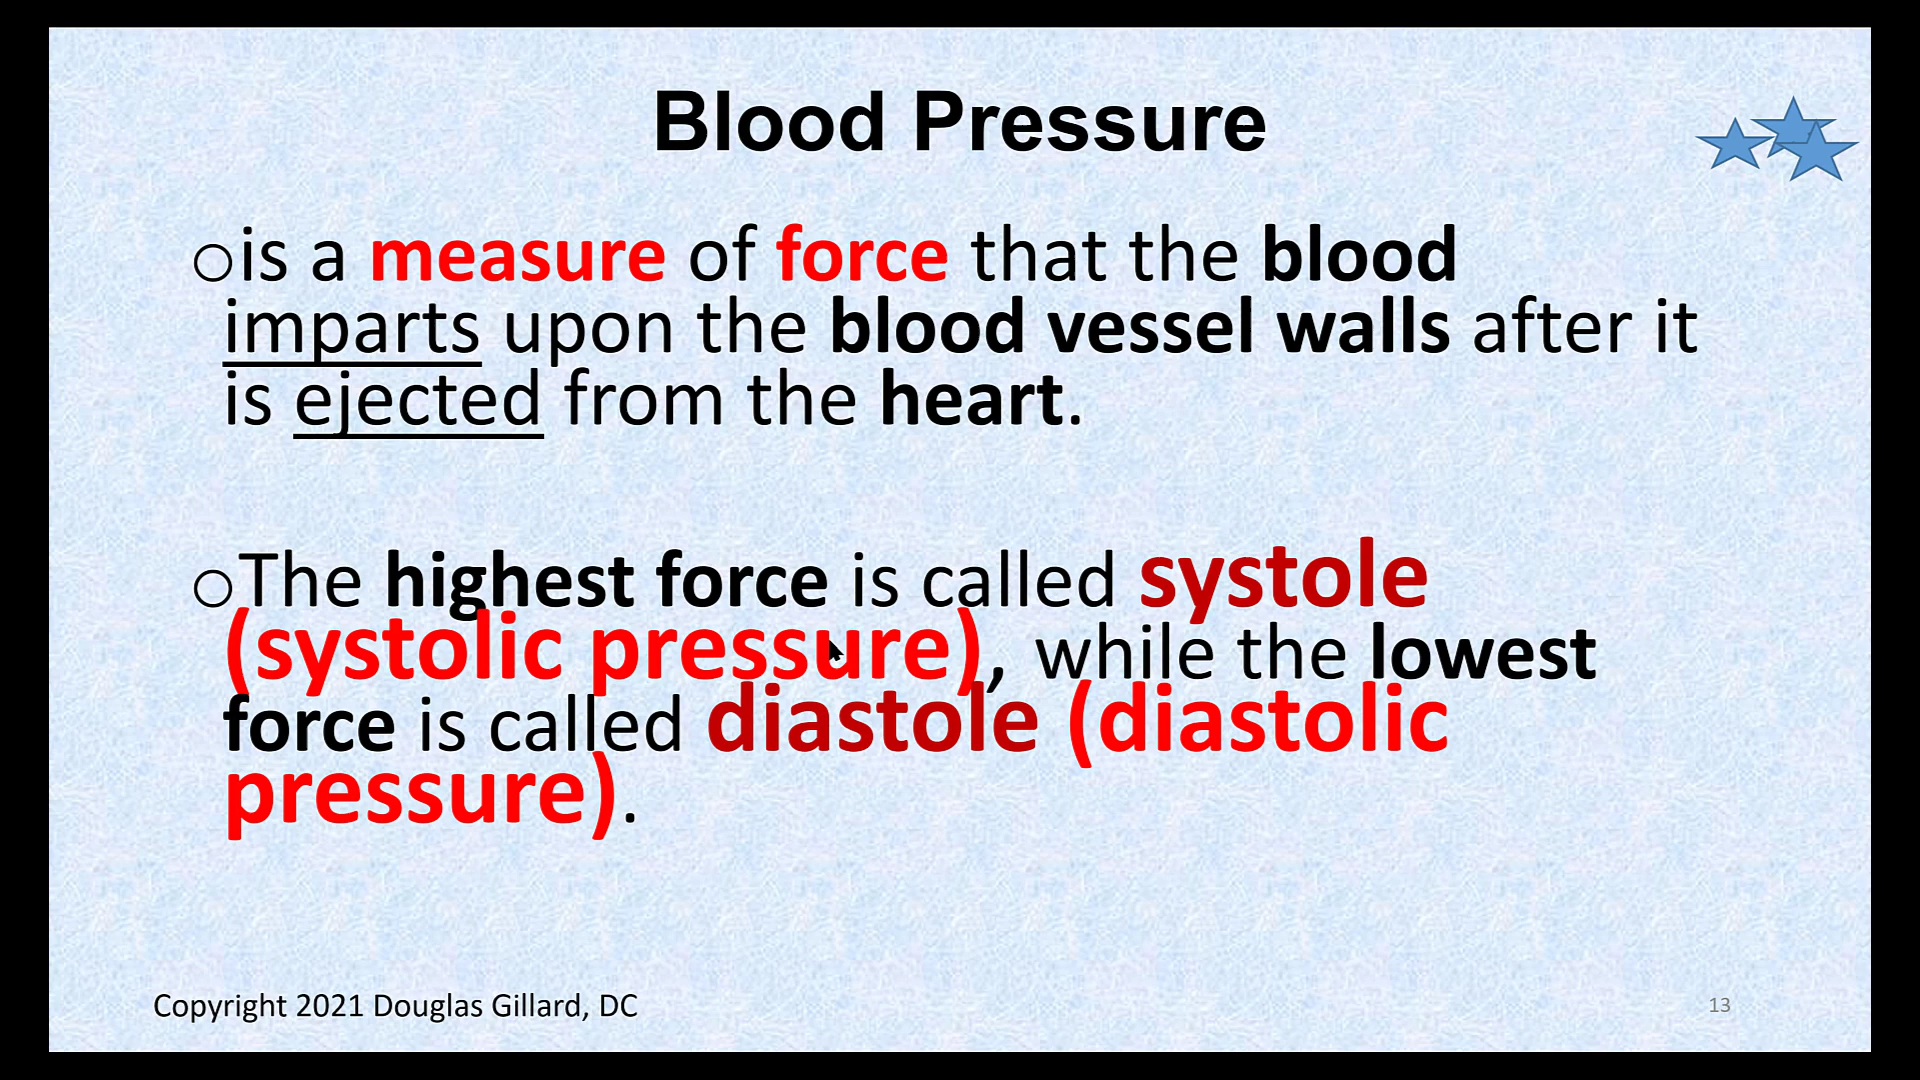 Blood Pressure
○is a measure of force that the blood
imparts upon the blood vessel walls after it
is ejected from the heart.
○The highest force is called systole
(systolic pressure), while the lowest
force is called diastole (diastolic
pressure).
Copyright 2021 Douglas Gillard, DC
13